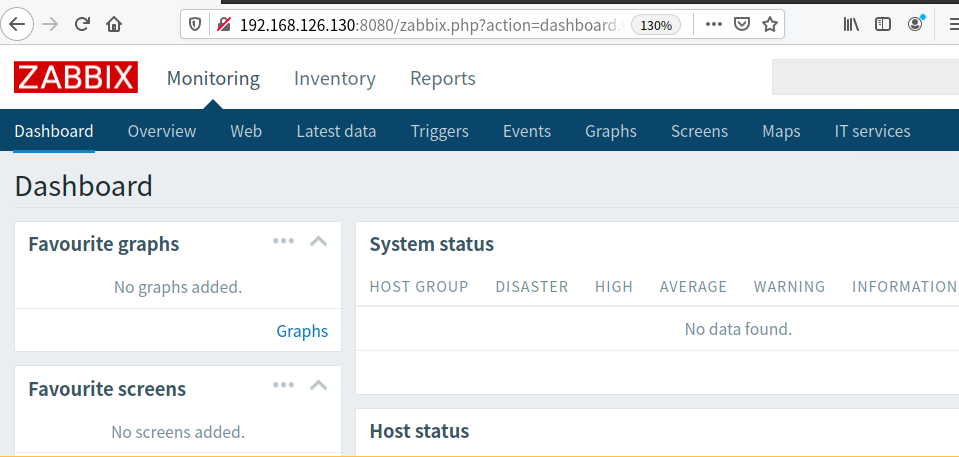 192.168.126.130:8080/zabbix.php?action=dashboard. 130%
ZABBIX Monitoring Inventory Reports
Dashboard Overview Web Latest data Triggers Events Graphs Screens Maps IT services
Dashboard
Favourite graphs
No graphs added.
Graphs
Favourite screens
No screens added.
System status
HOST GROUP DISASTER HIGH AVERAGE WARNING INFORMATION
No data found.
Host status